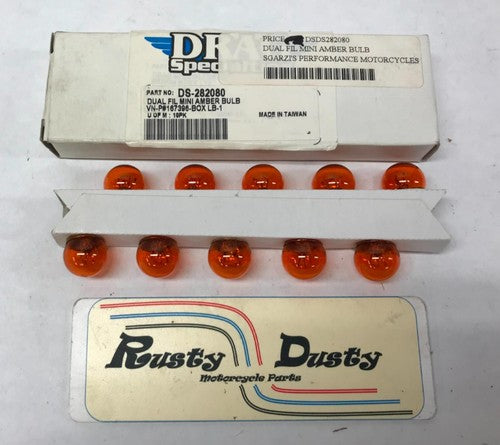 DRA
Specia
PRICE DSDS282080
DUAL FIL MINI AMBER BULB
SGARZI'S PERFORMANCE MOTORCYCLES
PART NO: DS-282080
DUAL FIL MINI AMBER BULB
VN-P#167396-BOX LB-1
U OF M : 10PK MADE IN TAIWAN
Rusty Dusty
Motorcycle Parts